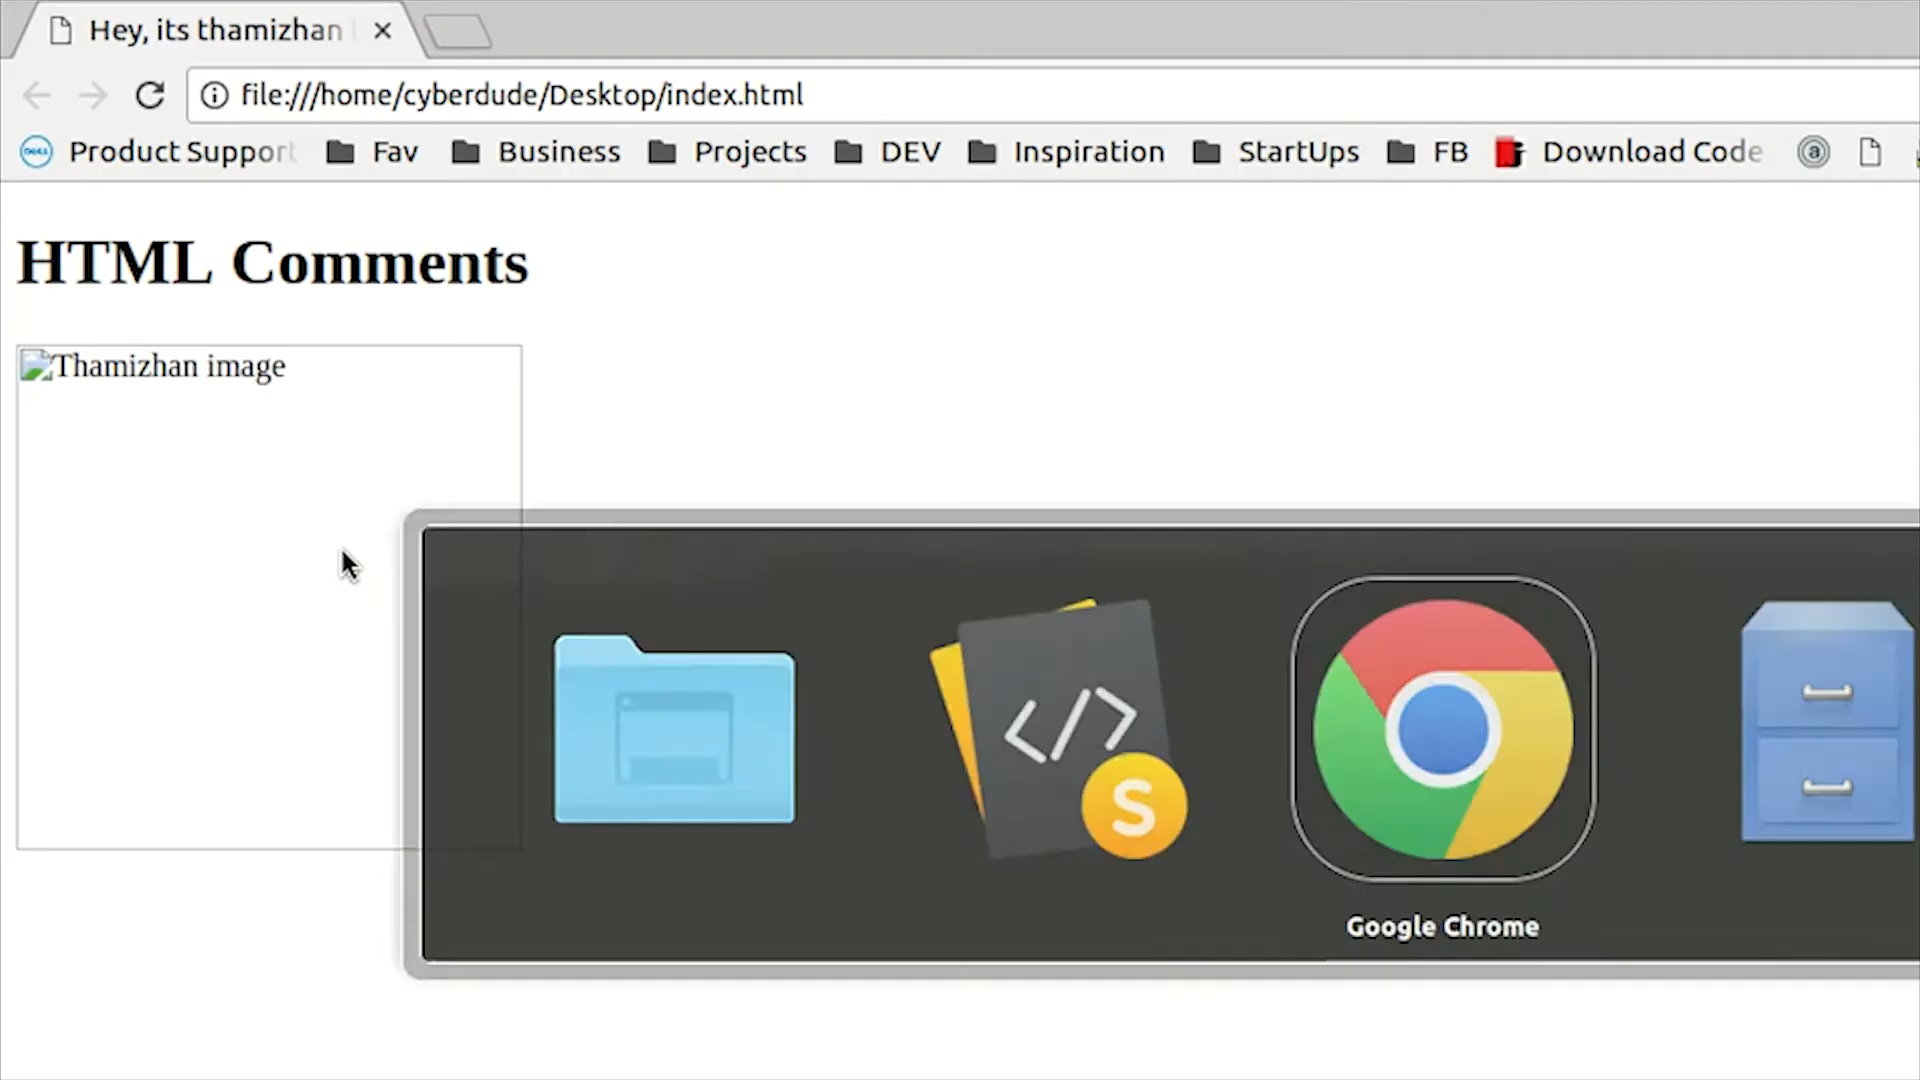 Hey, its thamizhan
file:///home/cyberdude/Desktop/index.html
Product Support Fav Business Projects DEV Inspiration StartUps FB Download Code
HTML Comments
Thamizhan image
S
Google Chrome